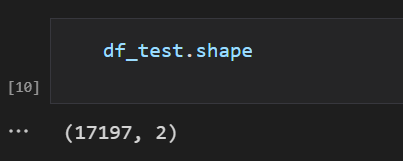 df_test.shape
[10]
... (17197, 2)